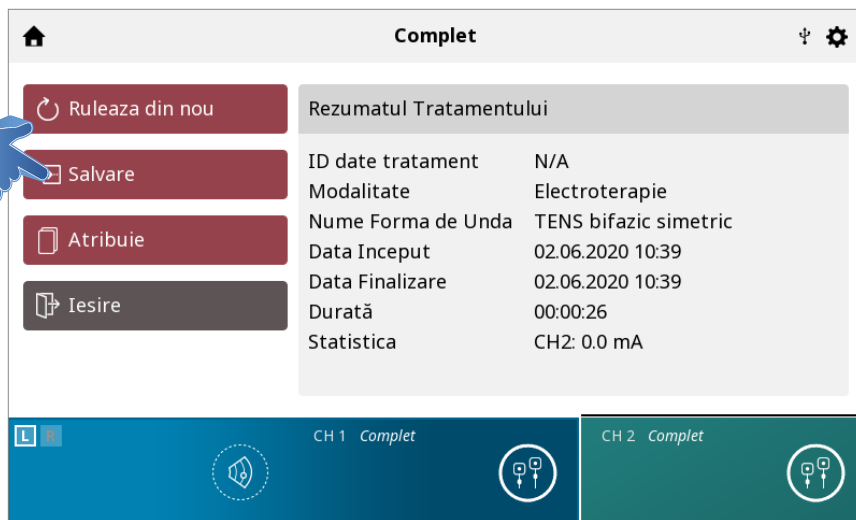 Complet
Ruleaza din nou
Salvare
Atribuie
Iesire
Rezumatul Tratamentului
ID date tratament N/A
Modalitate Electroterapie
Nume Forma de Unda TENS bifazic simetric
Data Inceput 02.06.2020 10:39
Data Finalizare 02.06.2020 10:39
Durată 00:00:26
Statistica CH2: 0.0 mA
L R
CH 1 Complet
CH 2 Complet